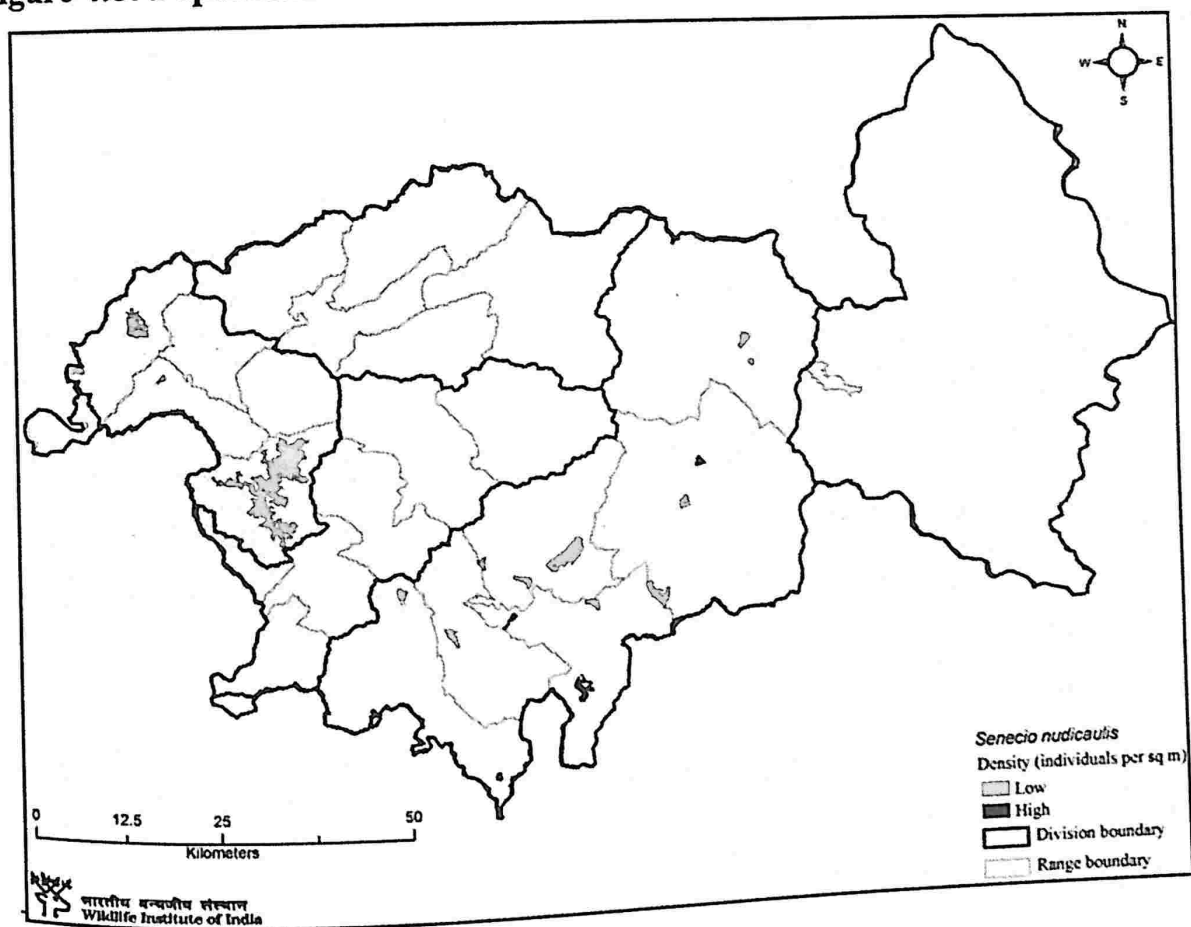 N
W E
S
Senecio nudicaulis
Density (individuals per sq m)
Low
High
Division boundary
Range boundary
0 12.5 25 50
Kilometers
भारतीय वन्यजीव संस्थान
Wildlife Institute of India